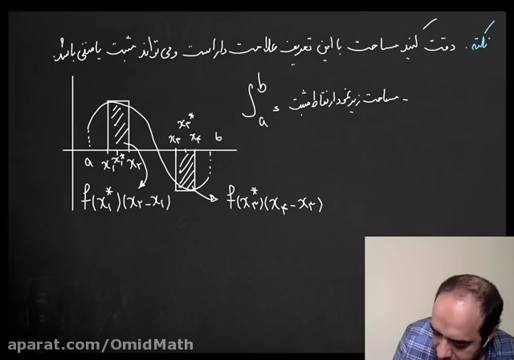 نکته. دقت کنید مساحت با این تعریف علامت دار است و می تواند مثبت یا منفی باشد.
∫_a^b = مساحت زیر نمودار نقاط مثبت -
x₃*
a x₁ x₁* x₂ x₃ x₄ b
f(x₁*)(x₂-x₁) f(x₃*)(x₄-x₃)
aparat.com/OmidMath